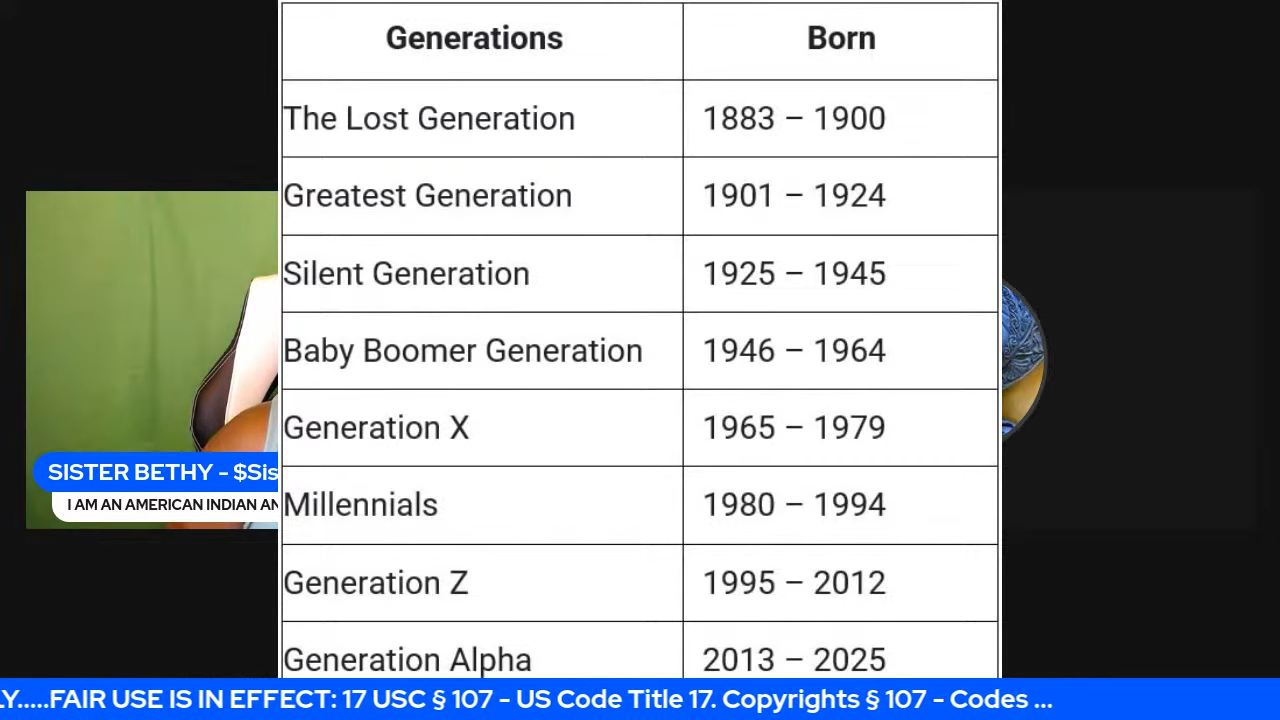 Generations Born
The Lost Generation 1883 – 1900
Greatest Generation 1901 – 1924
Silent Generation 1925 – 1945
Baby Boomer Generation 1946 – 1964
Generation X 1965 – 1979
Millennials 1980 – 1994
Generation Z 1995 – 2012
Generation Alpha 2013 – 2025
SISTER BETHY - $Sis
I AM AN AMERICAN INDIAN AN
LY.....FAIR USE IS IN EFFECT: 17 USC § 107 - US Code Title 17. Copyrights § 107 - Codes ...